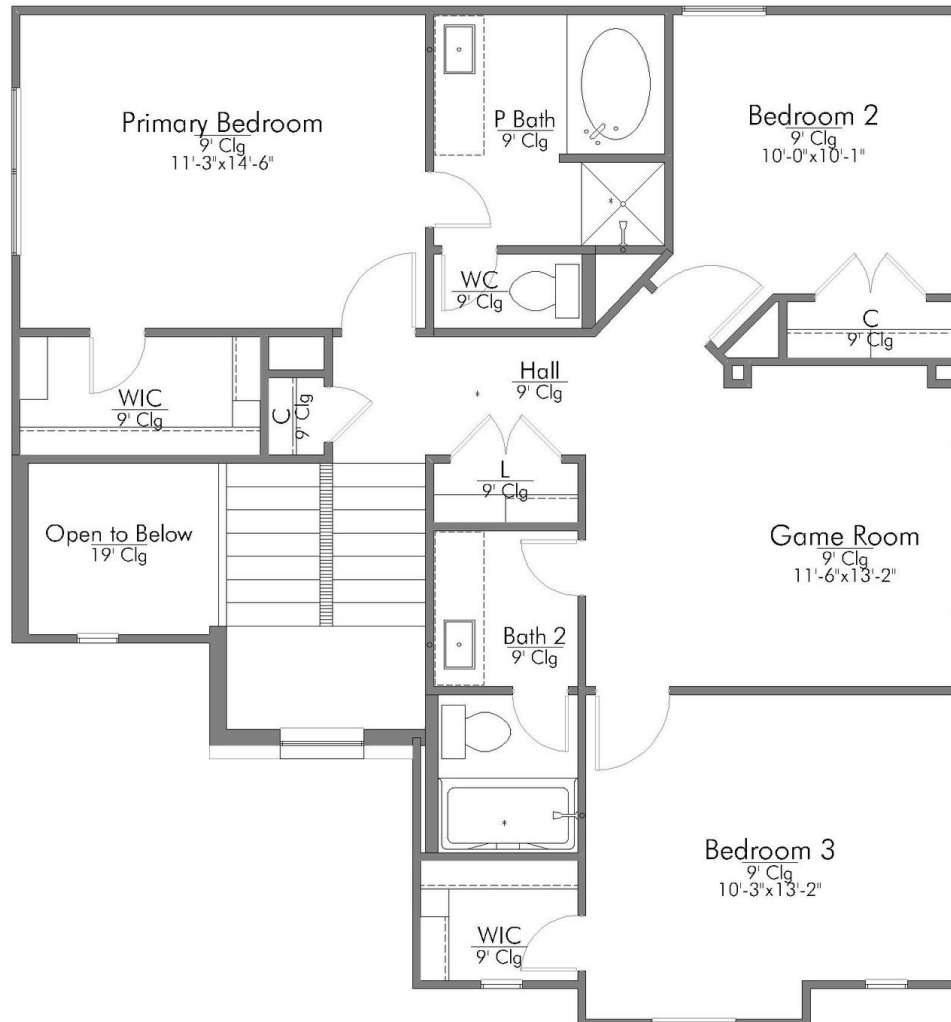 Primary Bedroom
9' Clg
11'-3"x14'-6"
P Bath
9' Clg
Bedroom 2
9' Clg
10'-0"x10'-1"
WC
9' Clg
C
9' Clg
Hall
9' Clg
WIC
9' Clg
C
9' Clg
L
9' Clg
Open to Below
19' Clg
Game Room
9' Clg
11'-6"x13'-2"
Bath 2
9' Clg
Bedroom 3
9' Clg
10'-3"x13'-2"
WIC
9' Clg